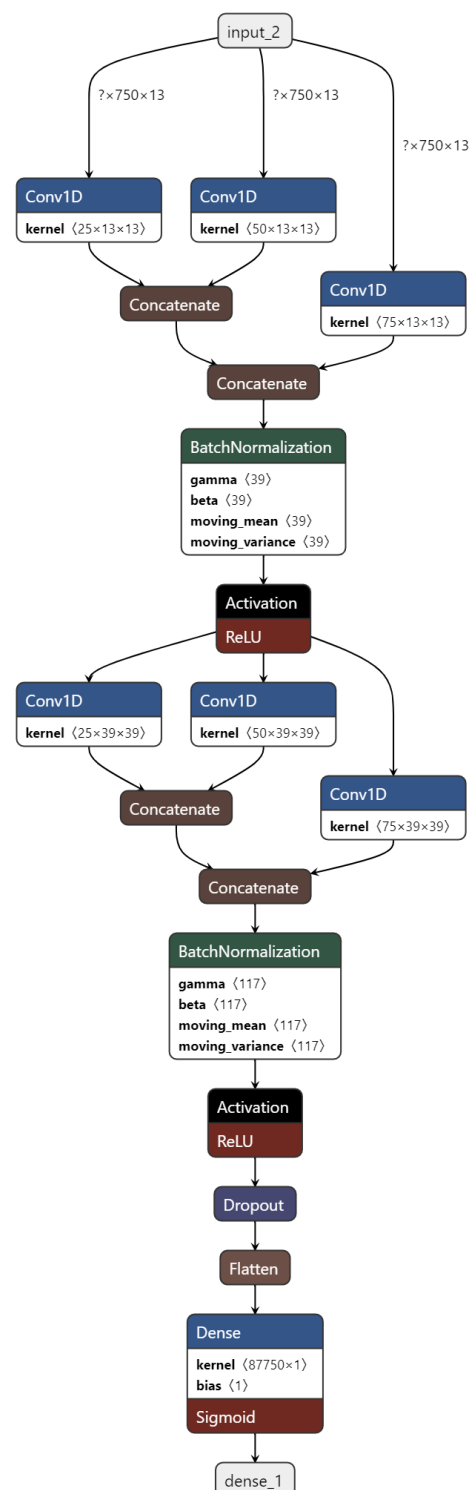 input_2
?×750×13
?×750×13
?×750×13
Conv1D
kernel 〈25×13×13〉
Conv1D
kernel 〈50×13×13〉
Conv1D
kernel 〈75×13×13〉
Concatenate
Concatenate
BatchNormalization
gamma 〈39〉
beta 〈39〉
moving_mean 〈39〉
moving_variance 〈39〉
Activation
ReLU
Conv1D
kernel 〈25×39×39〉
Conv1D
kernel 〈50×39×39〉
Conv1D
kernel 〈75×39×39〉
Concatenate
Concatenate
BatchNormalization
gamma 〈117〉
beta 〈117〉
moving_mean 〈117〉
moving_variance 〈117〉
Activation
ReLU
Dropout
Flatten
Dense
kernel 〈87750×1〉
bias 〈1〉
Sigmoid
dense_1